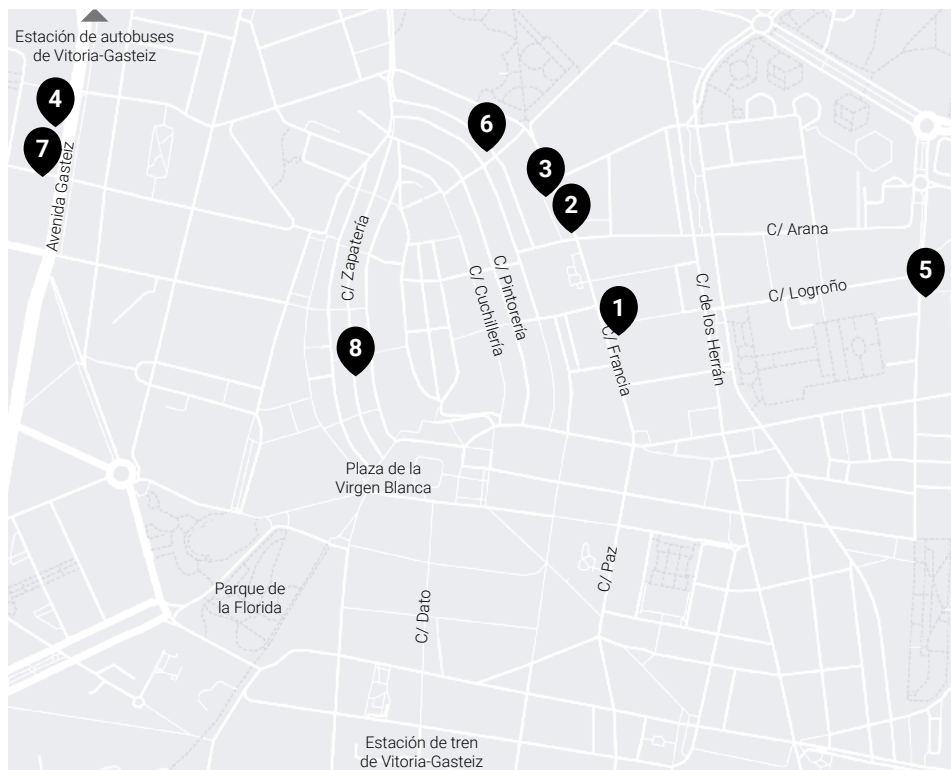 Estación de autobuses
de Vitoria-Gasteiz
4
7
6
3
2
Avenida Gasteiz
C/ Zapatería
C/ Arana
5
C/ Pintorería
C/ Cuchillería
C/ Logroño
1
C/ de los Herrán
C/ Francia
8
Plaza de la
Virgen Blanca
C/ Paz
Parque de
la Florida
C/ Dato
Estación de tren
de Vitoria-Gasteiz